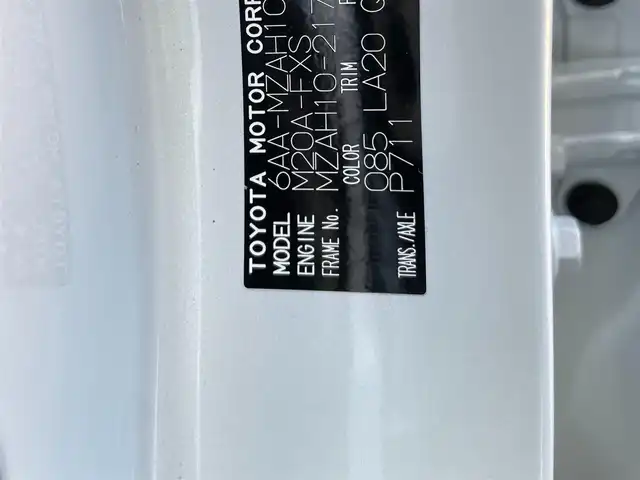 TOYOTA MOTOR CORP
MODEL 6AA-MZAH10
ENGINE M20A-FXS
FRAME No. MZAH10-217
COLOR TRIM
085 LA20
TRANS./AXLE P711